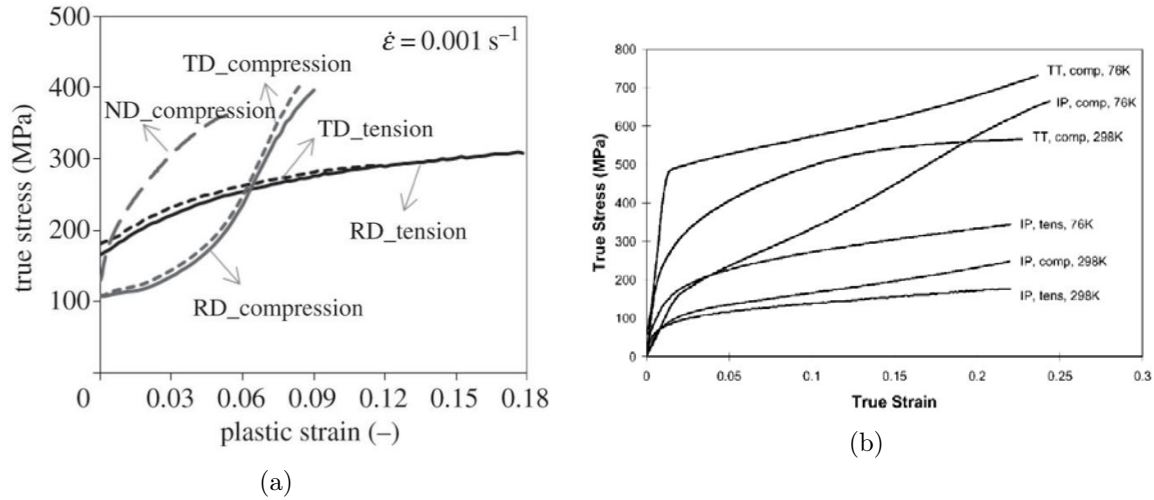 500
400
300
200
100
0
true stress (MPa)
ε̇ = 0.001 s⁻¹
TD_compression
ND_compression
TD_tension
RD_tension
RD_compression
0.03
0.06
0.09
0.12
0.15
0.18
plastic strain (–)
(a)
800
700
600
500
400
300
200
100
0
True Stress (MPa)
TT, comp, 76K
IP, comp, 76K
TT, comp, 298K
IP, tens, 76K
IP, comp, 298K
IP, tens, 298K
0
0.05
0.1
0.15
0.2
0.25
0.3
True Strain
(b)